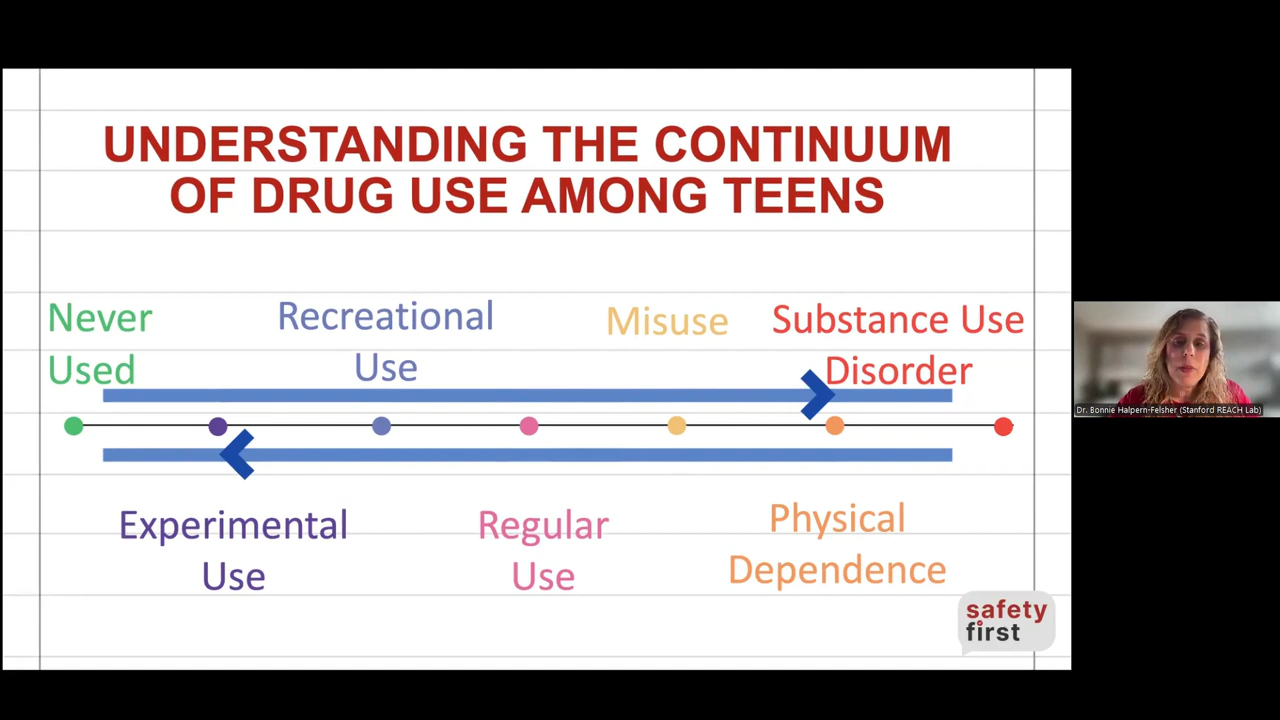 UNDERSTANDING THE CONTINUUM
OF DRUG USE AMONG TEENS
Never
Used
Recreational
Use
Misuse
Substance Use
Disorder
Experimental
Use
Regular
Use
Physical
Dependence
safety
first
Dr. Bonnie Halpern-Felsher (Stanford REACH Lab)